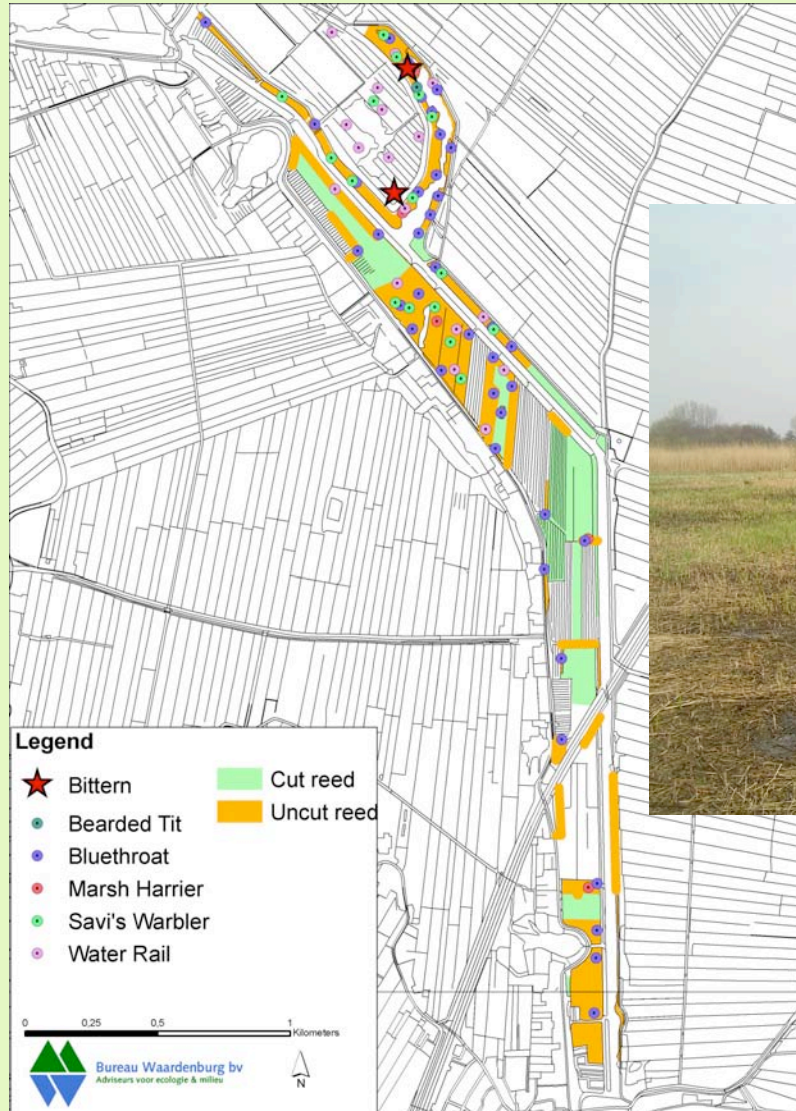 Legend
Bittern
Bearded Tit
Bluethroat
Marsh Harrier
Savi's Warbler
Water Rail
Cut reed
Uncut reed
0 0,25 0,5 1
Kilometers
Bureau Waardenburg bv
Adviseurs voor ecologie & milieu
N